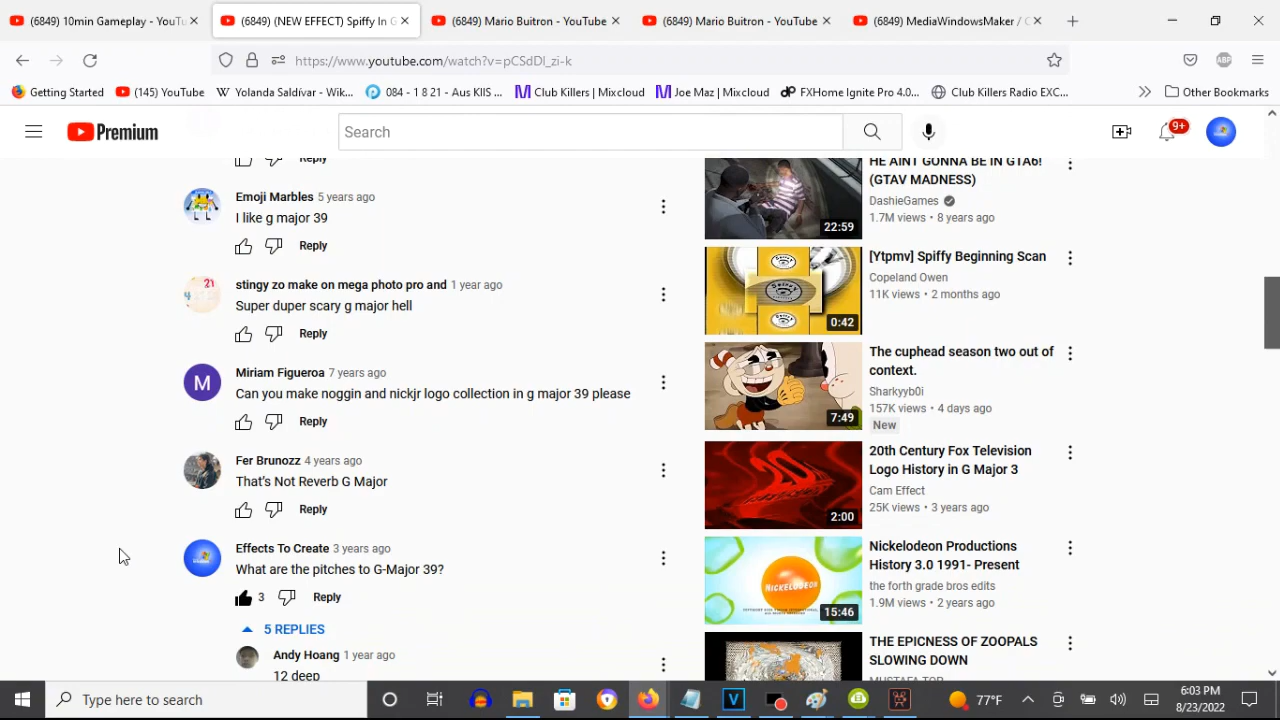 (6849) 10min Gameplay - YouTu
(6849) (NEW EFFECT) Spiffy In G
(6849) Mario Buitron - YouTube
(6849) Mario Buitron - YouTube
(6849) MediaWindowsMaker / C
https://www.youtube.com/watch?v=pCSdDI_zi-k
Getting Started
(145) YouTube
Yolanda Saldívar - Wik...
084 - 1 8 21 - Aus KIIS ...
Club Killers | Mixcloud
Joe Maz | Mixcloud
FXHome Ignite Pro 4.0...
Club Killers Radio EXC...
Other Bookmarks
Premium
Search
9+
Reply
Emoji Marbles 5 years ago
I like g major 39
Reply
stingy zo make on mega photo pro and 1 year ago
Super duper scary g major hell
Reply
Miriam Figueroa 7 years ago
Can you make noggin and nickjr logo collection in g major 39 please
Reply
Fer Brunozz 4 years ago
That's Not Reverb G Major
Reply
Effects To Create 3 years ago
What are the pitches to G-Major 39?
3 Reply
5 REPLIES
Andy Hoang 1 year ago
12 deep
HE AINT GONNA BE IN GTA6!
(GTAV MADNESS)
DashieGames
1.7M views • 8 years ago
22:59
[Ytpmv] Spiffy Beginning Scan
Copeland Owen
11K views • 2 months ago
0:42
The cuphead season two out of
context.
Sharkyyb0i
157K views • 4 days ago
New
7:49
20th Century Fox Television
Logo History in G Major 3
Cam Effect
25K views • 3 years ago
2:00
Nickelodeon Productions
History 3.0 1991- Present
the forth grade bros edits
1.9M views • 2 years ago
NICKELODEON
15:46
THE EPICNESS OF ZOOPALS
SLOWING DOWN
Type here to search
77°F
6:03 PM
8/23/2022